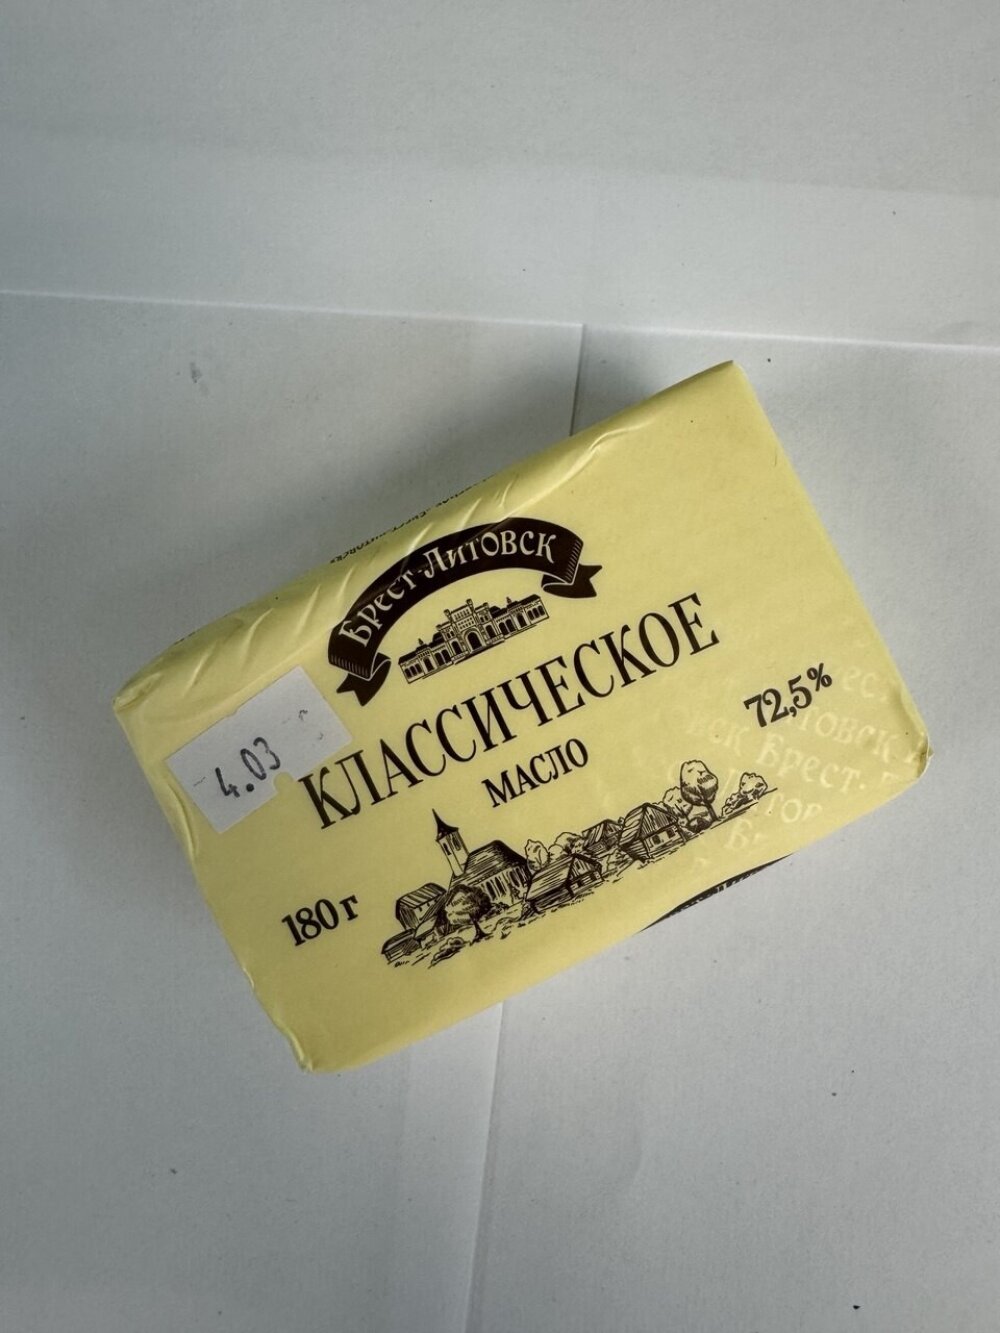 Брест-Литовск
КЛАССИЧЕСКОЕ
МАСЛО
72,5%
4.03
180 г